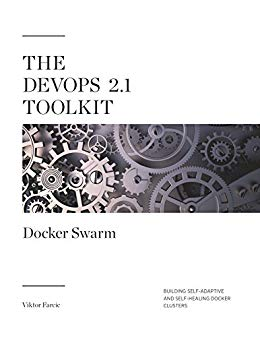 THE
DEVOPS 2.1
TOOLKIT
Docker Swarm
Viktor Farcic
BUILDING SELF-ADAPTIVE
AND SELF-HEALING DOCKER
CLUSTERS